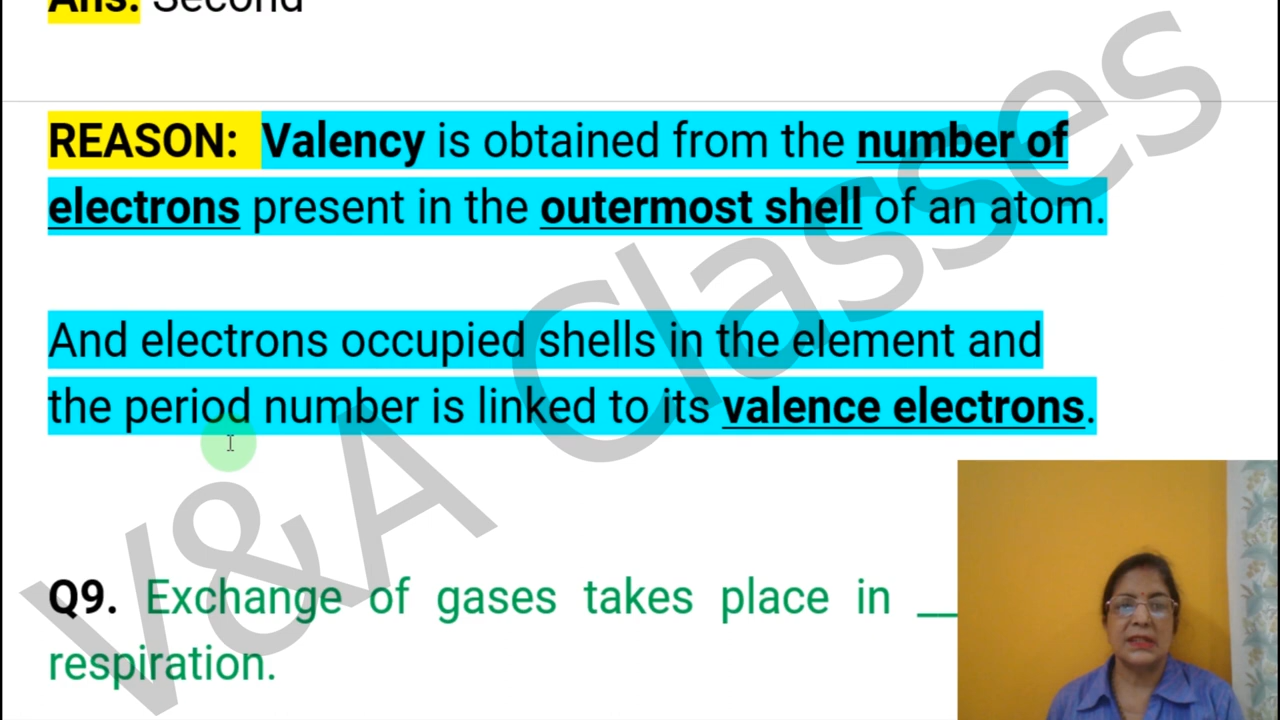 Ans: Second
REASON: Valency is obtained from the number of
electrons present in the outermost shell of an atom.
And electrons occupied shells in the element and
the period number is linked to its valence electrons.
Q9. Exchange of gases takes place in __
respiration.
V&A Classes